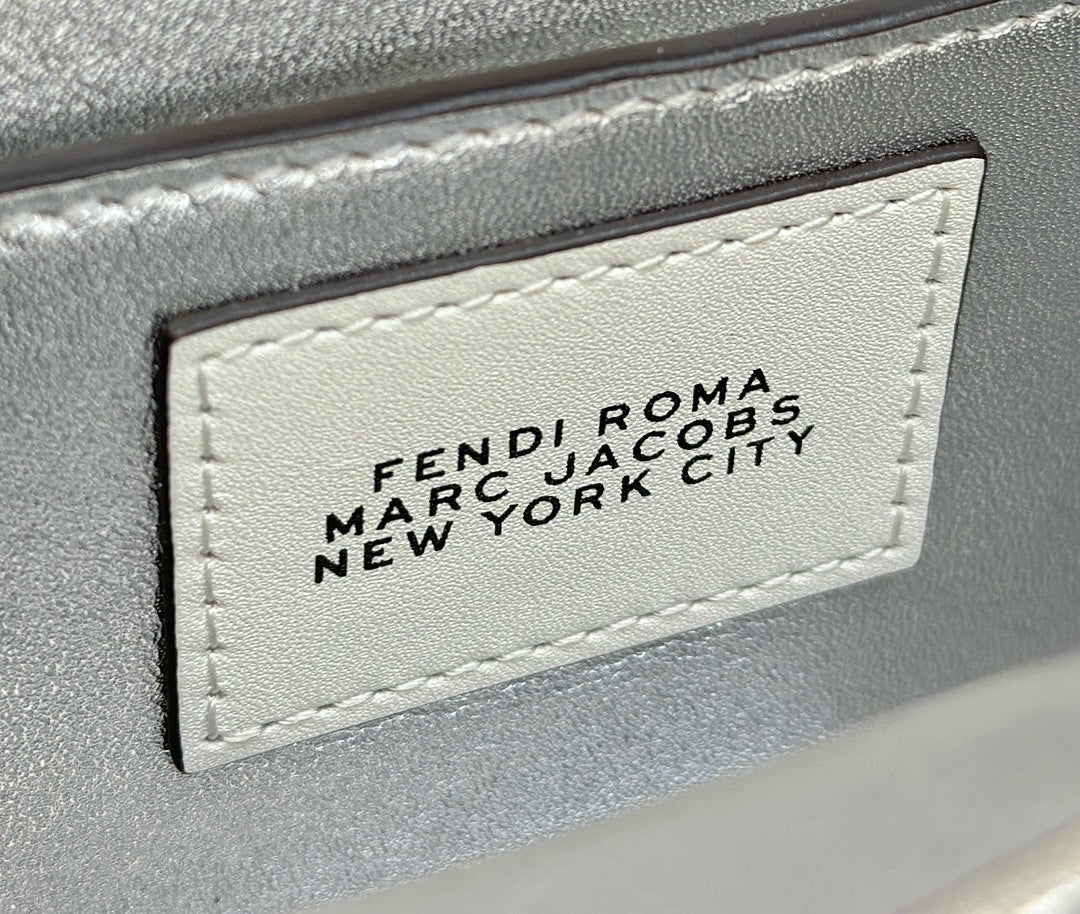 FENDI ROMA
MARC JACOBS
NEW YORK CITY